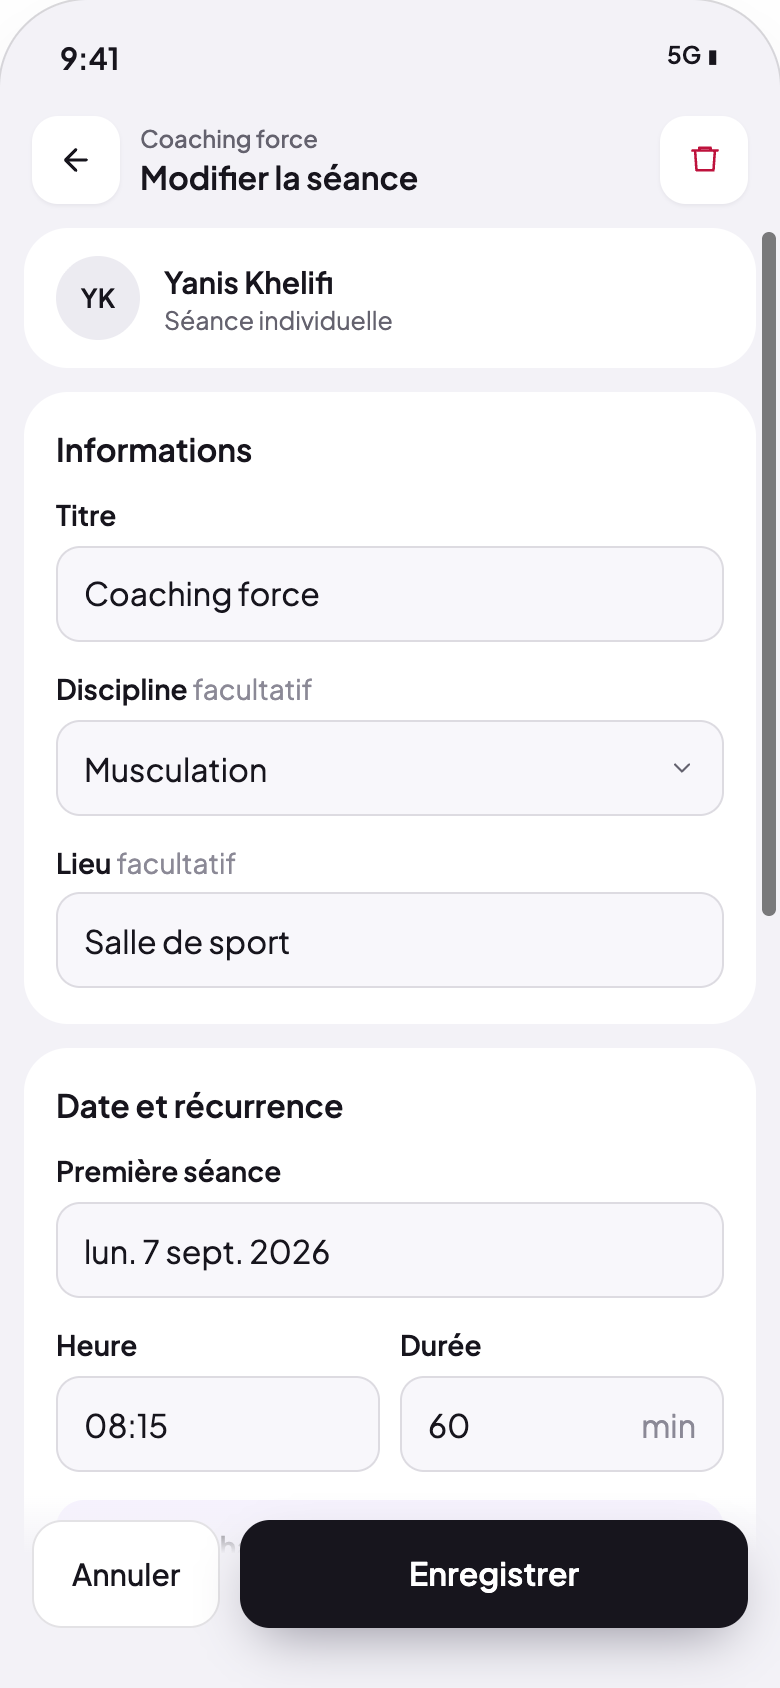 9:41
5G
Coaching force
Modifier la séance
YK
Yanis Khelifi
Séance individuelle
Informations
Titre
Coaching force
Discipline facultatif
Musculation
Lieu facultatif
Salle de sport
Date et récurrence
Première séance
lun. 7 sept. 2026
Heure
Durée
08:15
60 min
Annuler
Enregistrer